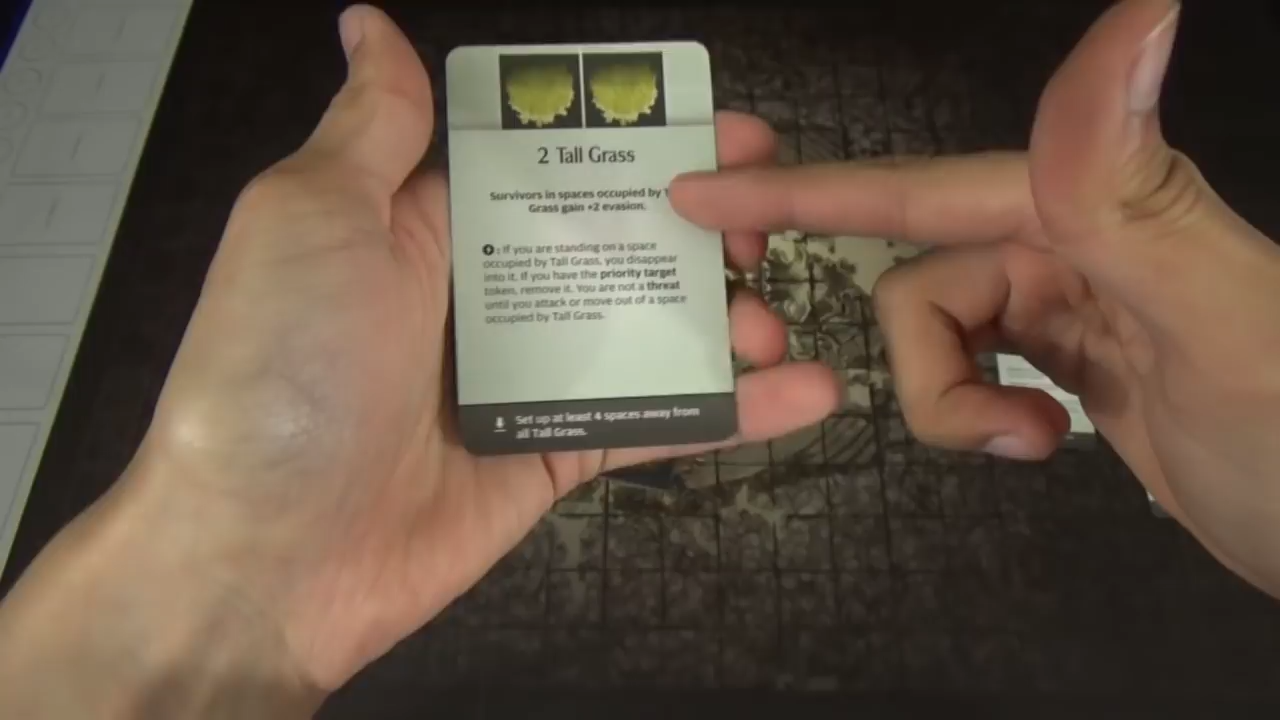 2 Tall Grass
Survivors in spaces occupied by
Grass gain +2 evasion.
: If you are standing on a space
occupied by Tall Grass, you disappear
into it. If you have the priority target
token, remove it. You are not a threat
until you attack or move out of a space
occupied by Tall Grass.
Set up at least 4 spaces away from
all Tall Grass.